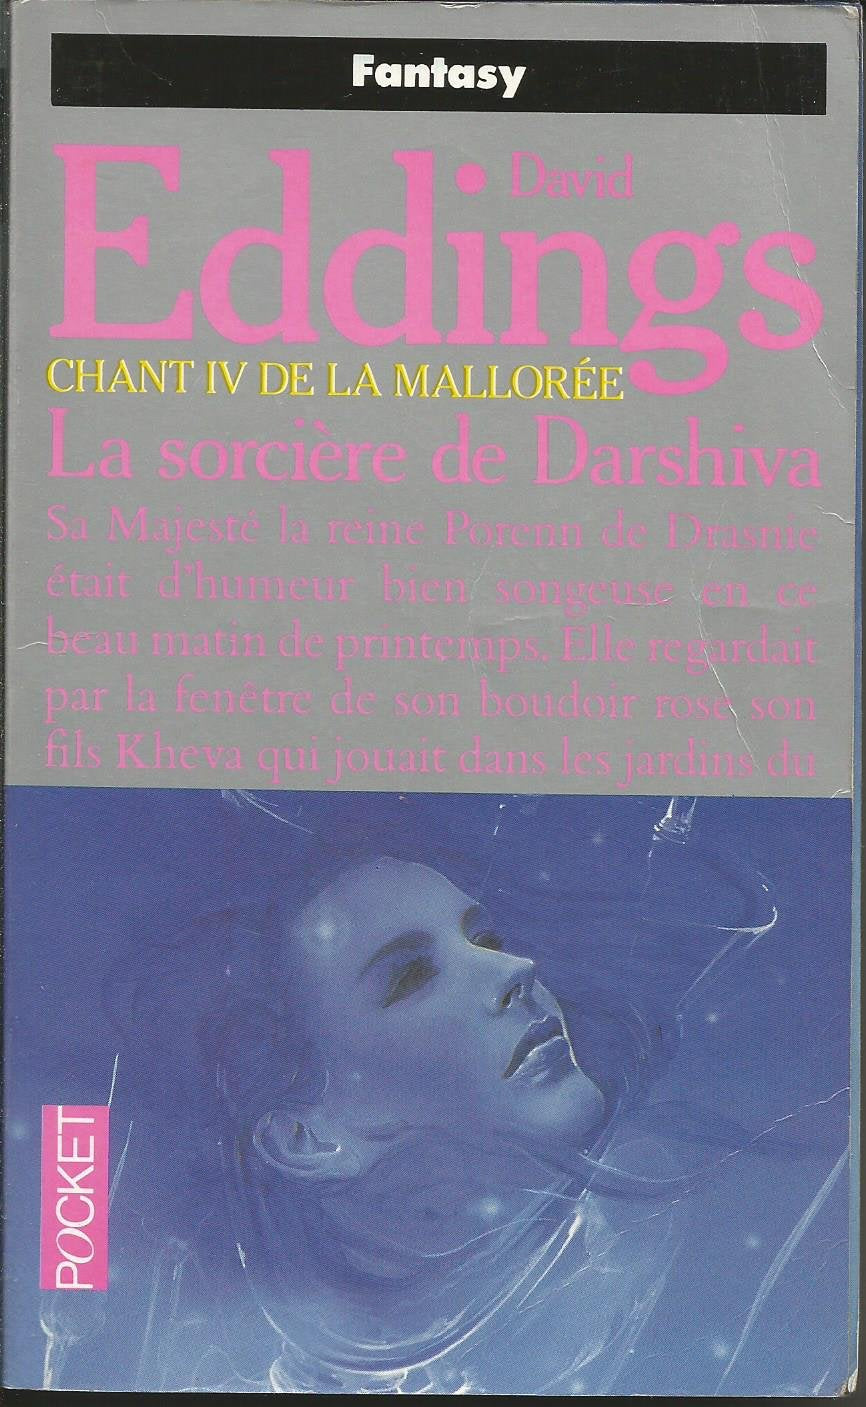 Fantasy
David
Eddings
CHANT IV DE LA MALLORÉE
La sorcière de Darshiva
Sa Majesté la reine Porenn de Drasnie
était d'humeur bien songeuse en ce
beau matin de printemps. Elle regardait
par la fenêtre de son boudoir rose son
fils Kheva qui jouait dans les jardins du
POCKET